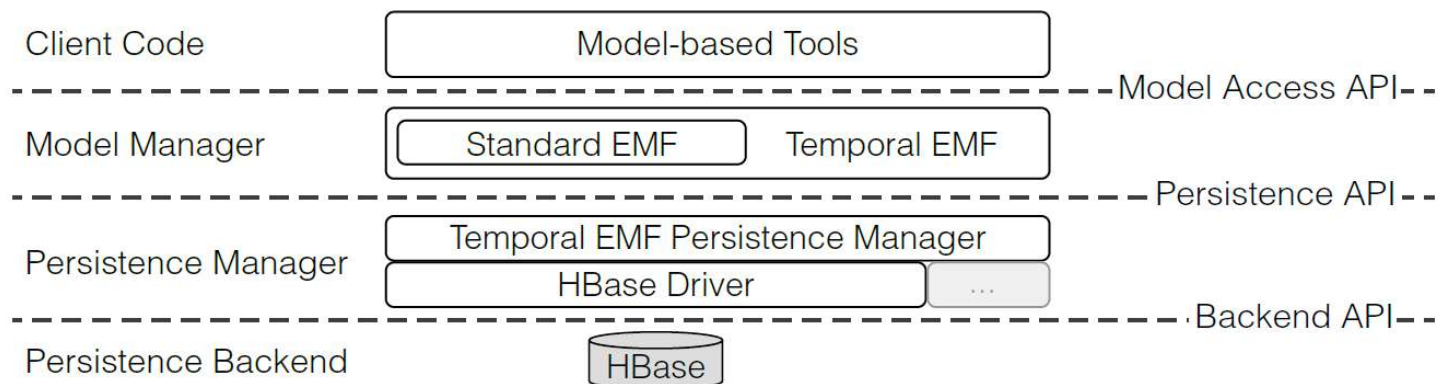 Client Code
Model-based Tools
Model Access API
Model Manager
Standard EMF
Temporal EMF
Persistence API
Persistence Manager
Temporal EMF Persistence Manager
HBase Driver
...
Backend API
Persistence Backend
HBase